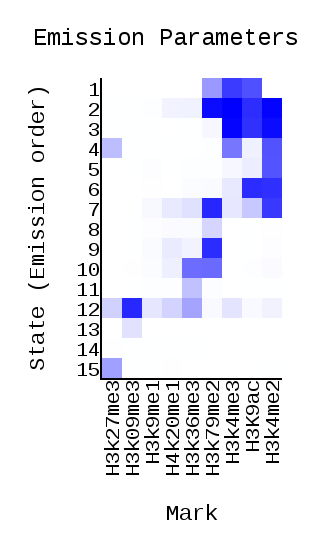 Emission Parameters
State (Emission order)
1
2
3
4
5
6
7
8
9
10
11
12
13
14
15
H3k27me3
H3k09me3
H3k9me1
H4k20me1
H3k36me3
H3k79me2
H3k4me3
H3K9ac
H3k4me2
Mark